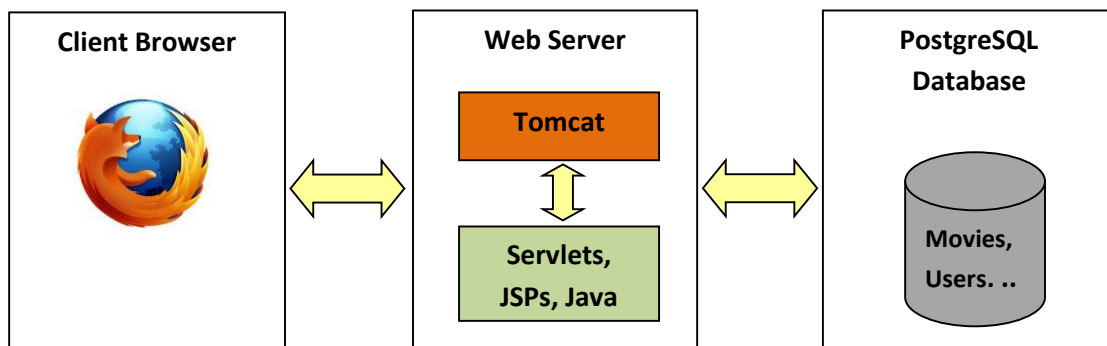 Client Browser
Web Server
Tomcat
Servlets,
JSPs, Java
PostgreSQL
Database
Movies,
Users. ..